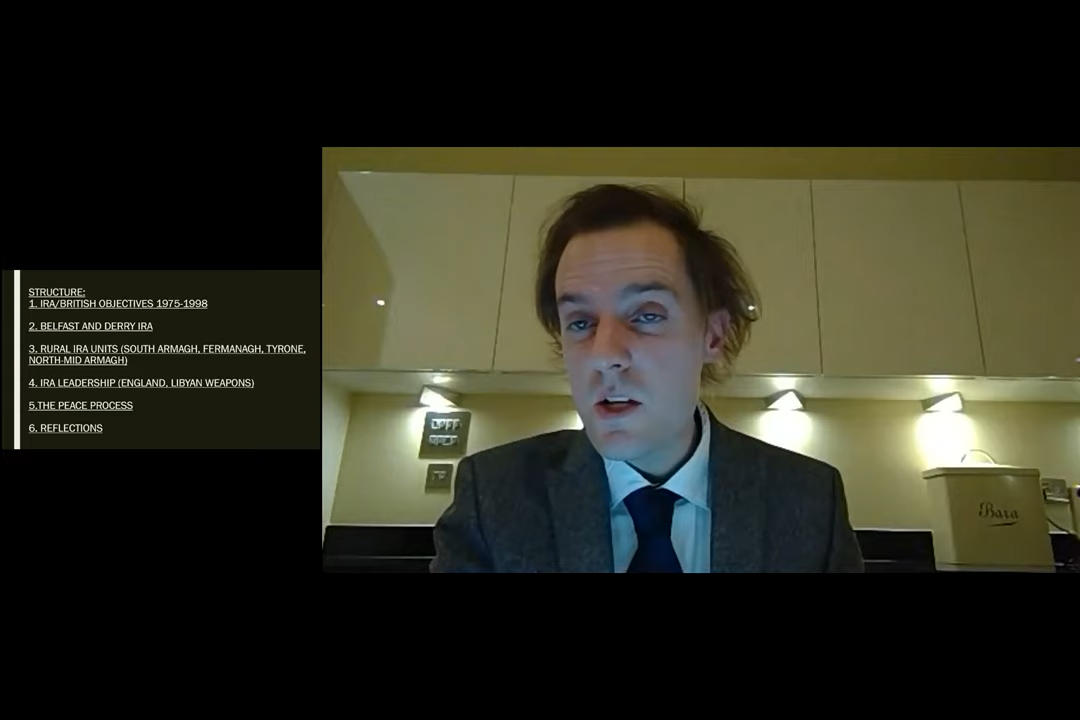 STRUCTURE:
1. IRA/BRITISH OBJECTIVES 1975-1998
2. BELFAST AND DERRY IRA
3. RURAL IRA UNITS (SOUTH ARMAGH, FERMANAGH, TYRONE,
NORTH-MID ARMAGH)
4. IRA LEADERSHIP (ENGLAND, LIBYAN WEAPONS)
5.THE PEACE PROCESS
6. REFLECTIONS
Bara